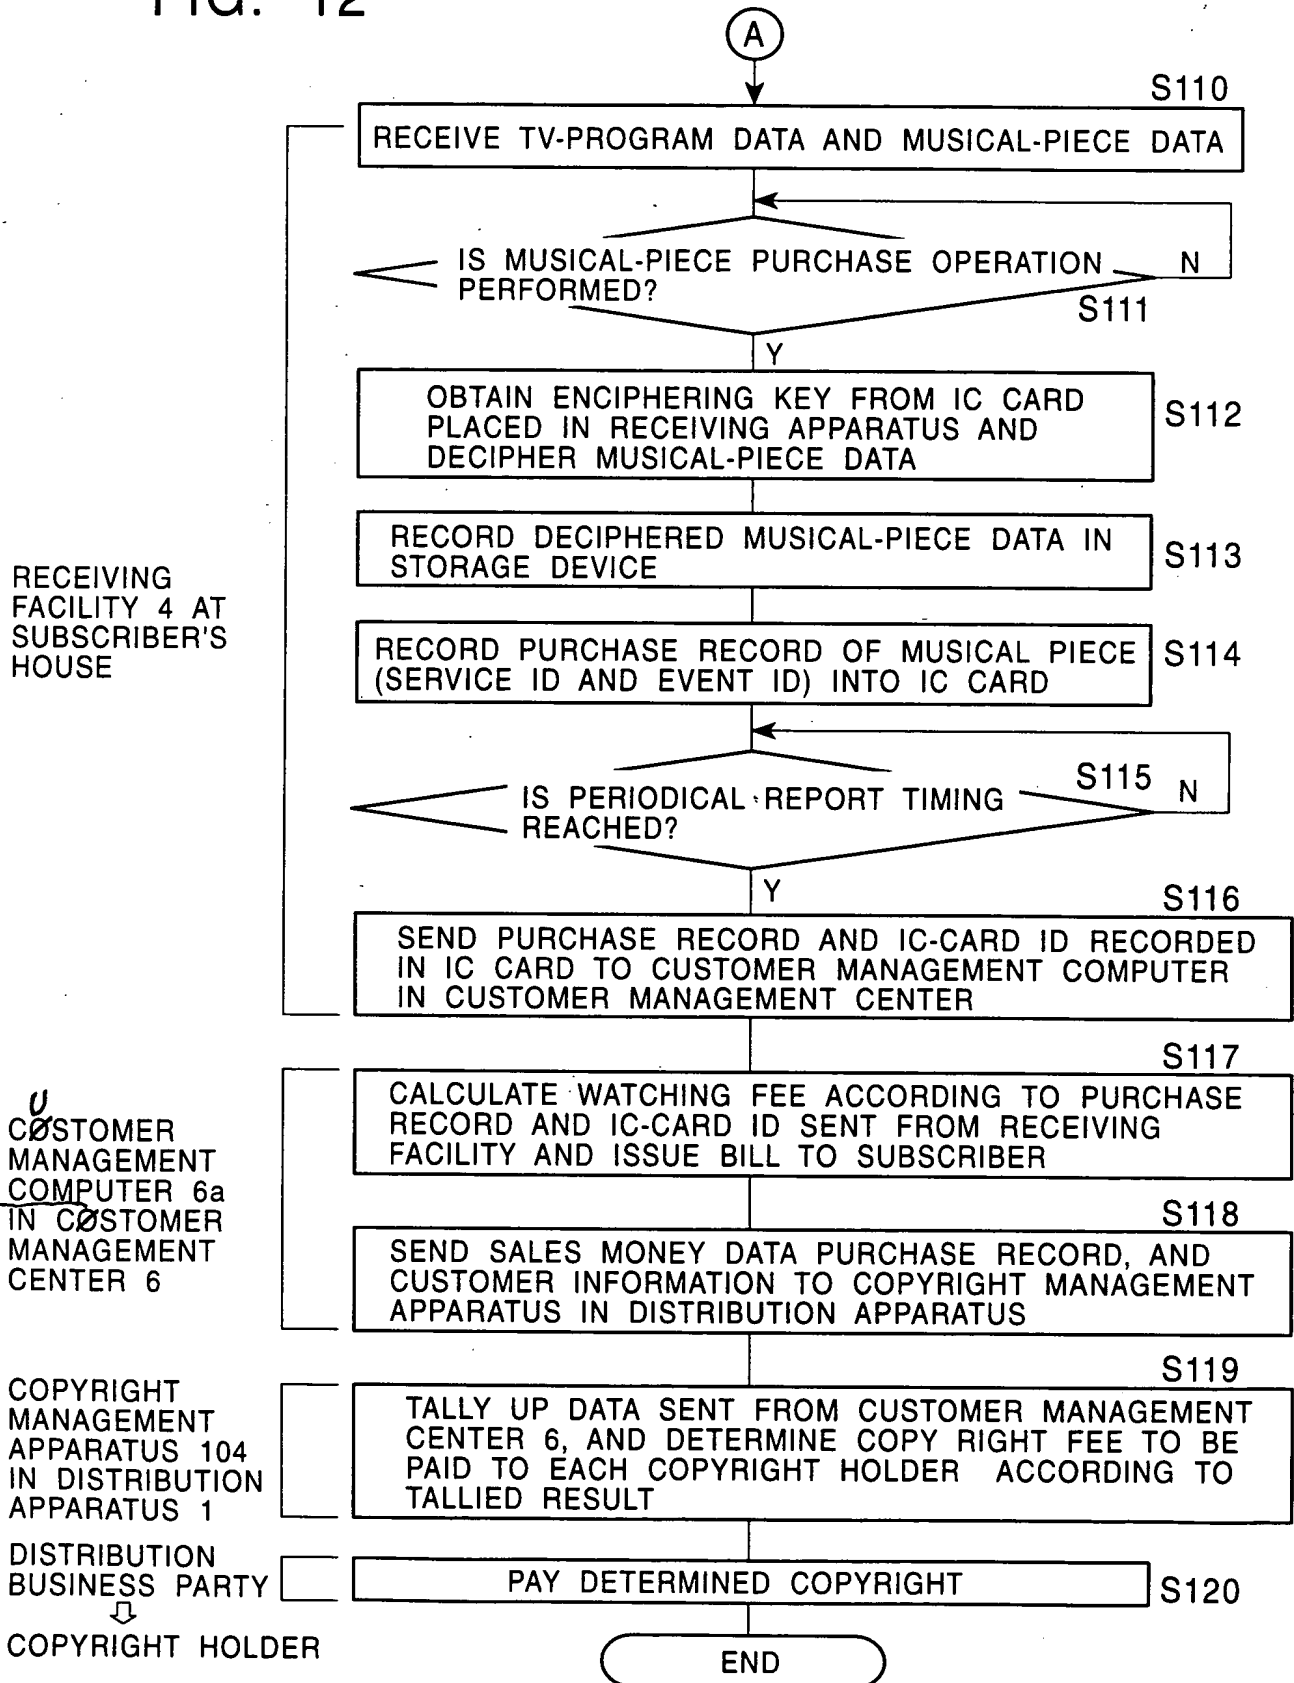 FIG. 12
A
S110
RECEIVE TV-PROGRAM DATA AND MUSICAL-PIECE DATA
IS MUSICAL-PIECE PURCHASE OPERATION
PERFORMED?
N
S111
Y
OBTAIN ENCIPHERING KEY FROM IC CARD
PLACED IN RECEIVING APPARATUS AND
DECIPHER MUSICAL-PIECE DATA
S112
RECORD DECIPHERED MUSICAL-PIECE DATA IN
STORAGE DEVICE
S113
RECEIVING
FACILITY 4 AT
SUBSCRIBER'S
HOUSE
RECORD PURCHASE RECORD OF MUSICAL PIECE
(SERVICE ID AND EVENT ID) INTO IC CARD
S114
IS PERIODICAL REPORT TIMING
REACHED?
S115
N
Y
S116
SEND PURCHASE RECORD AND IC-CARD ID RECORDED
IN IC CARD TO CUSTOMER MANAGEMENT COMPUTER
IN CUSTOMER MANAGEMENT CENTER
S117
CALCULATE WATCHING FEE ACCORDING TO PURCHASE
RECORD AND IC-CARD ID SENT FROM RECEIVING
FACILITY AND ISSUE BILL TO SUBSCRIBER
U
COSTOMER
MANAGEMENT
COMPUTER 6a
IN COSTOMER
MANAGEMENT
CENTER 6
S118
SEND SALES MONEY DATA PURCHASE RECORD, AND
CUSTOMER INFORMATION TO COPYRIGHT MANAGEMENT
APPARATUS IN DISTRIBUTION APPARATUS
S119
COPYRIGHT
MANAGEMENT
APPARATUS 104
IN DISTRIBUTION
APPARATUS 1
TALLY UP DATA SENT FROM CUSTOMER MANAGEMENT
CENTER 6, AND DETERMINE COPY RIGHT FEE TO BE
PAID TO EACH COPYRIGHT HOLDER ACCORDING TO
TALLIED RESULT
DISTRIBUTION
BUSINESS PARTY
⇩
COPYRIGHT HOLDER
PAY DETERMINED COPYRIGHT
S120
END